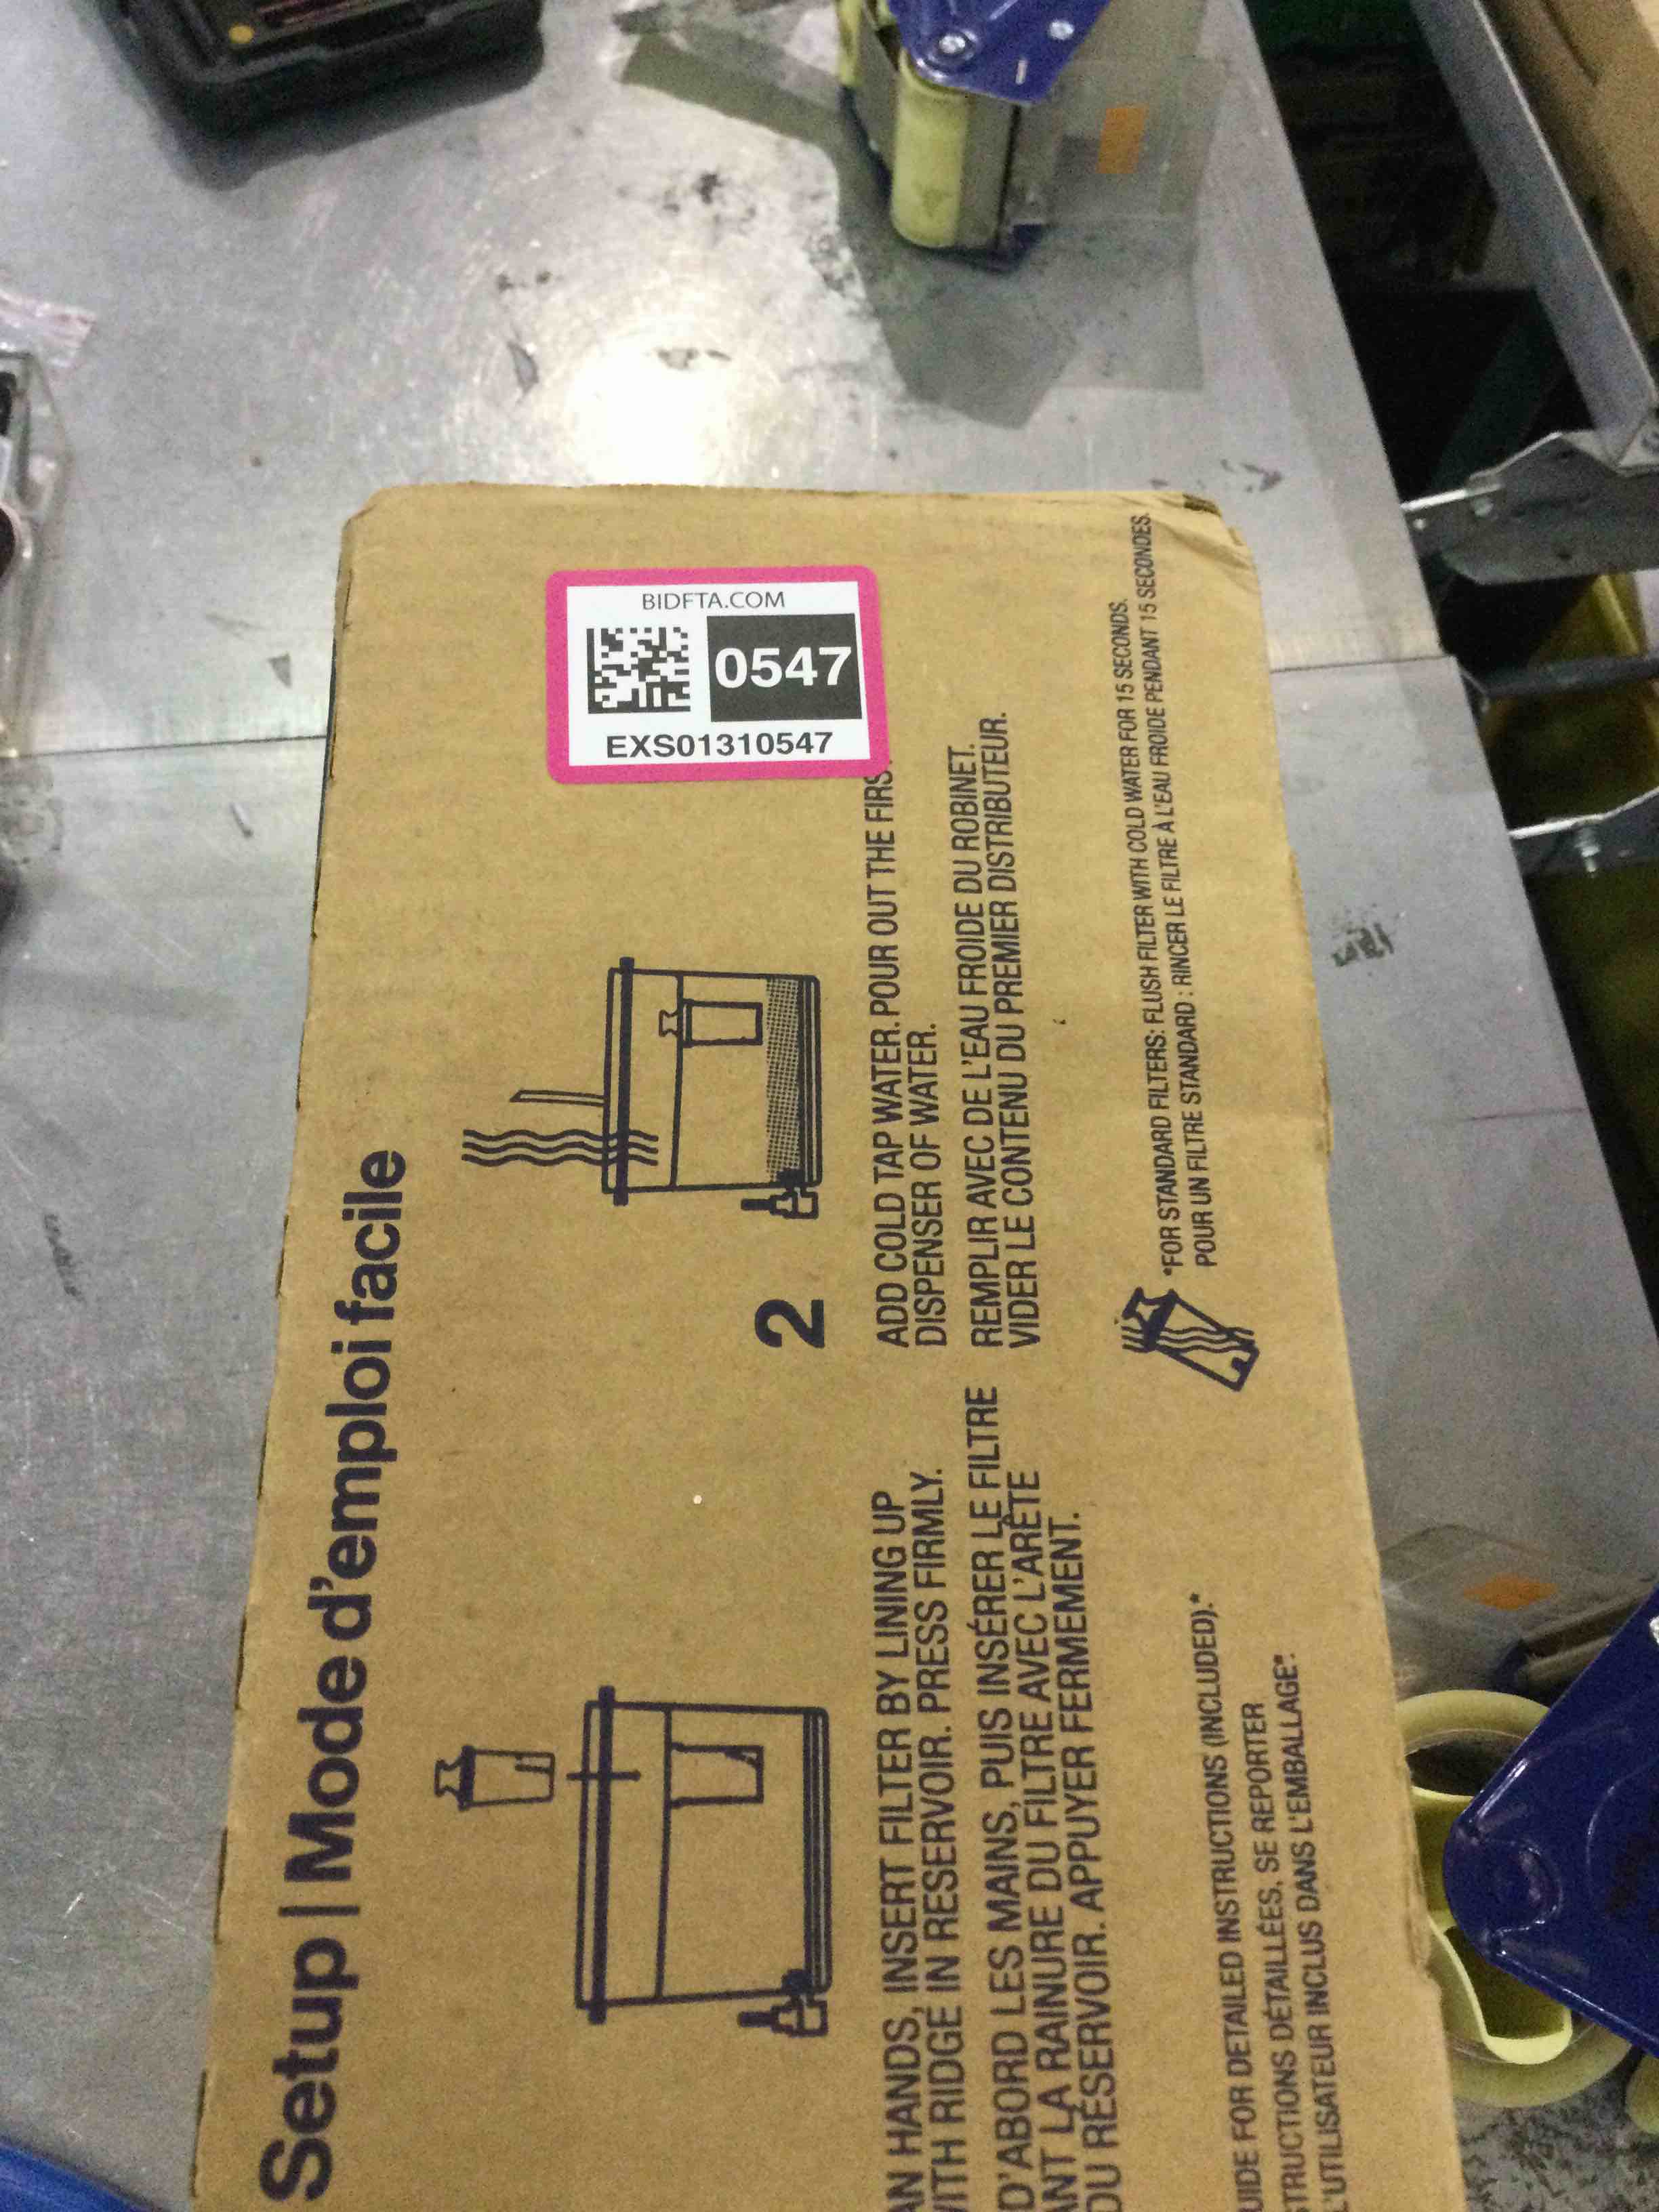 BIDFTA.COM
0547
EXS01310547
Setup | Mode d'emploi facile
HANDS, INSERT FILTER BY LINING UP
WITH RIDGE IN RESERVOIR. PRESS FIRMLY.
D'ABORD LES MAINS, PUIS INSÉRER LE FILTRE
LA RAINURE DU FILTRE AVEC L'ARÊTE
DU RÉSERVOIR. APPUYER FERMEMENT.
2
ADD COLD TAP WATER. POUR OUT THE FIRS
DISPENSER OF WATER.
REMPLIR AVEC DE L'EAU FROIDE DU ROBINET.
VIDER LE CONTENU DU PREMIER DISTRIBUTEUR.
FOR DETAILED INSTRUCTIONS (INCLUDED).*
DÉTAILLÉES, SE REPORTER
L'UTILISATEUR INCLUS DANS L'EMBALLAGE*.
*FOR STANDARD FILTERS: FLUSH FILTER WITH COLD WATER FOR 15 SECONDS.
POUR UN FILTRE STANDARD : RINCER LE FILTRE À L'EAU FROIDE PENDANT 15 SECONDES.